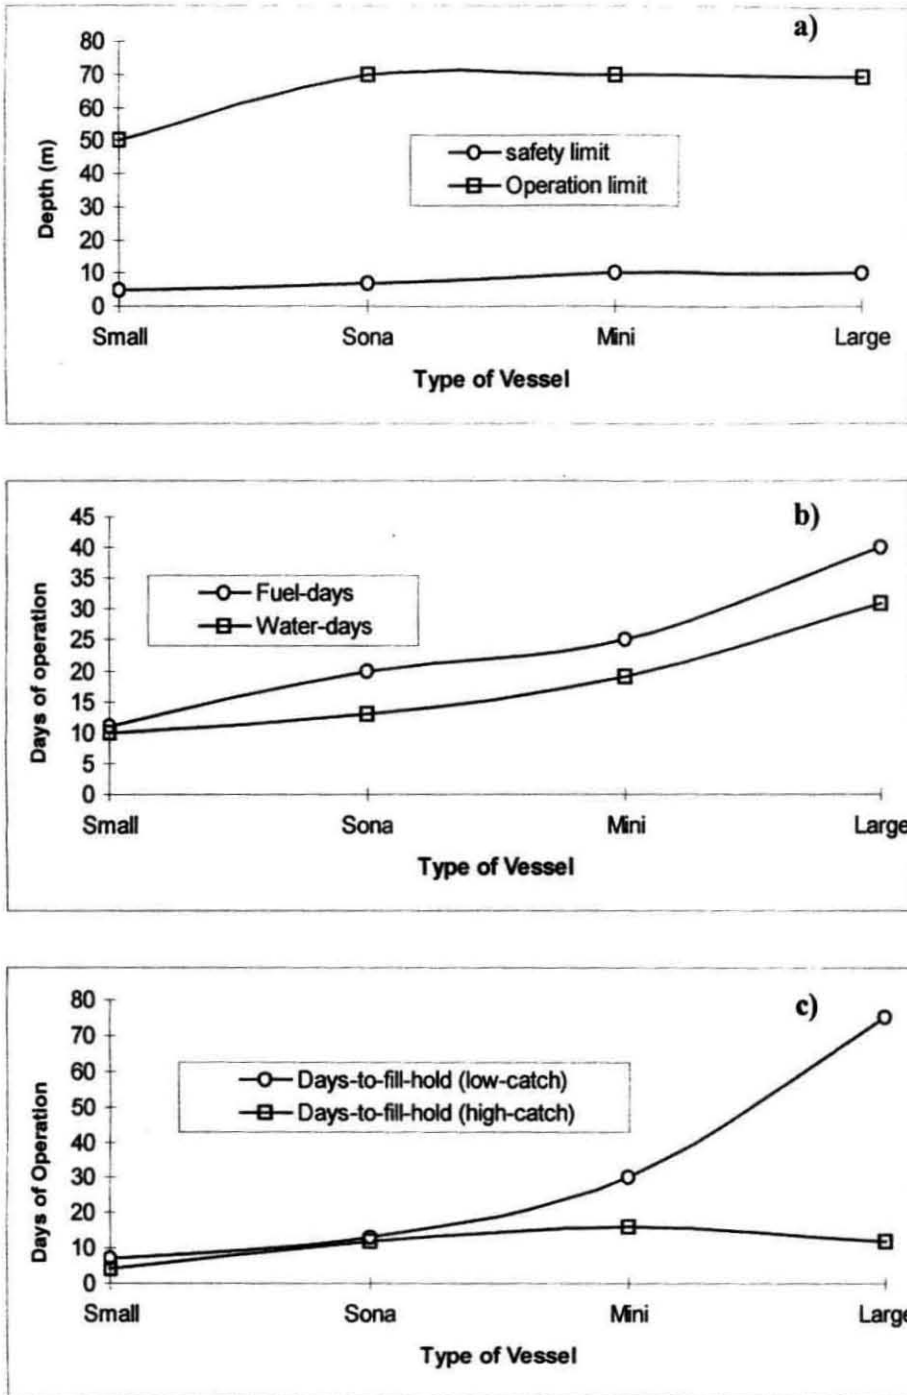 a)
80
70
60
50
40
30
20
10
0
Depth (m)
safety limit
Operation limit
Small Sona Mini Large
Type of Vessel
b)
45
40
35
30
25
20
15
10
5
0
Days of operation
Fuel-days
Water-days
Small Sona Mini Large
Type of Vessel
c)
80
70
60
50
40
30
20
10
0
Days of Operation
Days-to-fill-hold (low-catch)
Days-to-fill-hold (high-catch)
Small Sona Mini Large
Type of Vessel